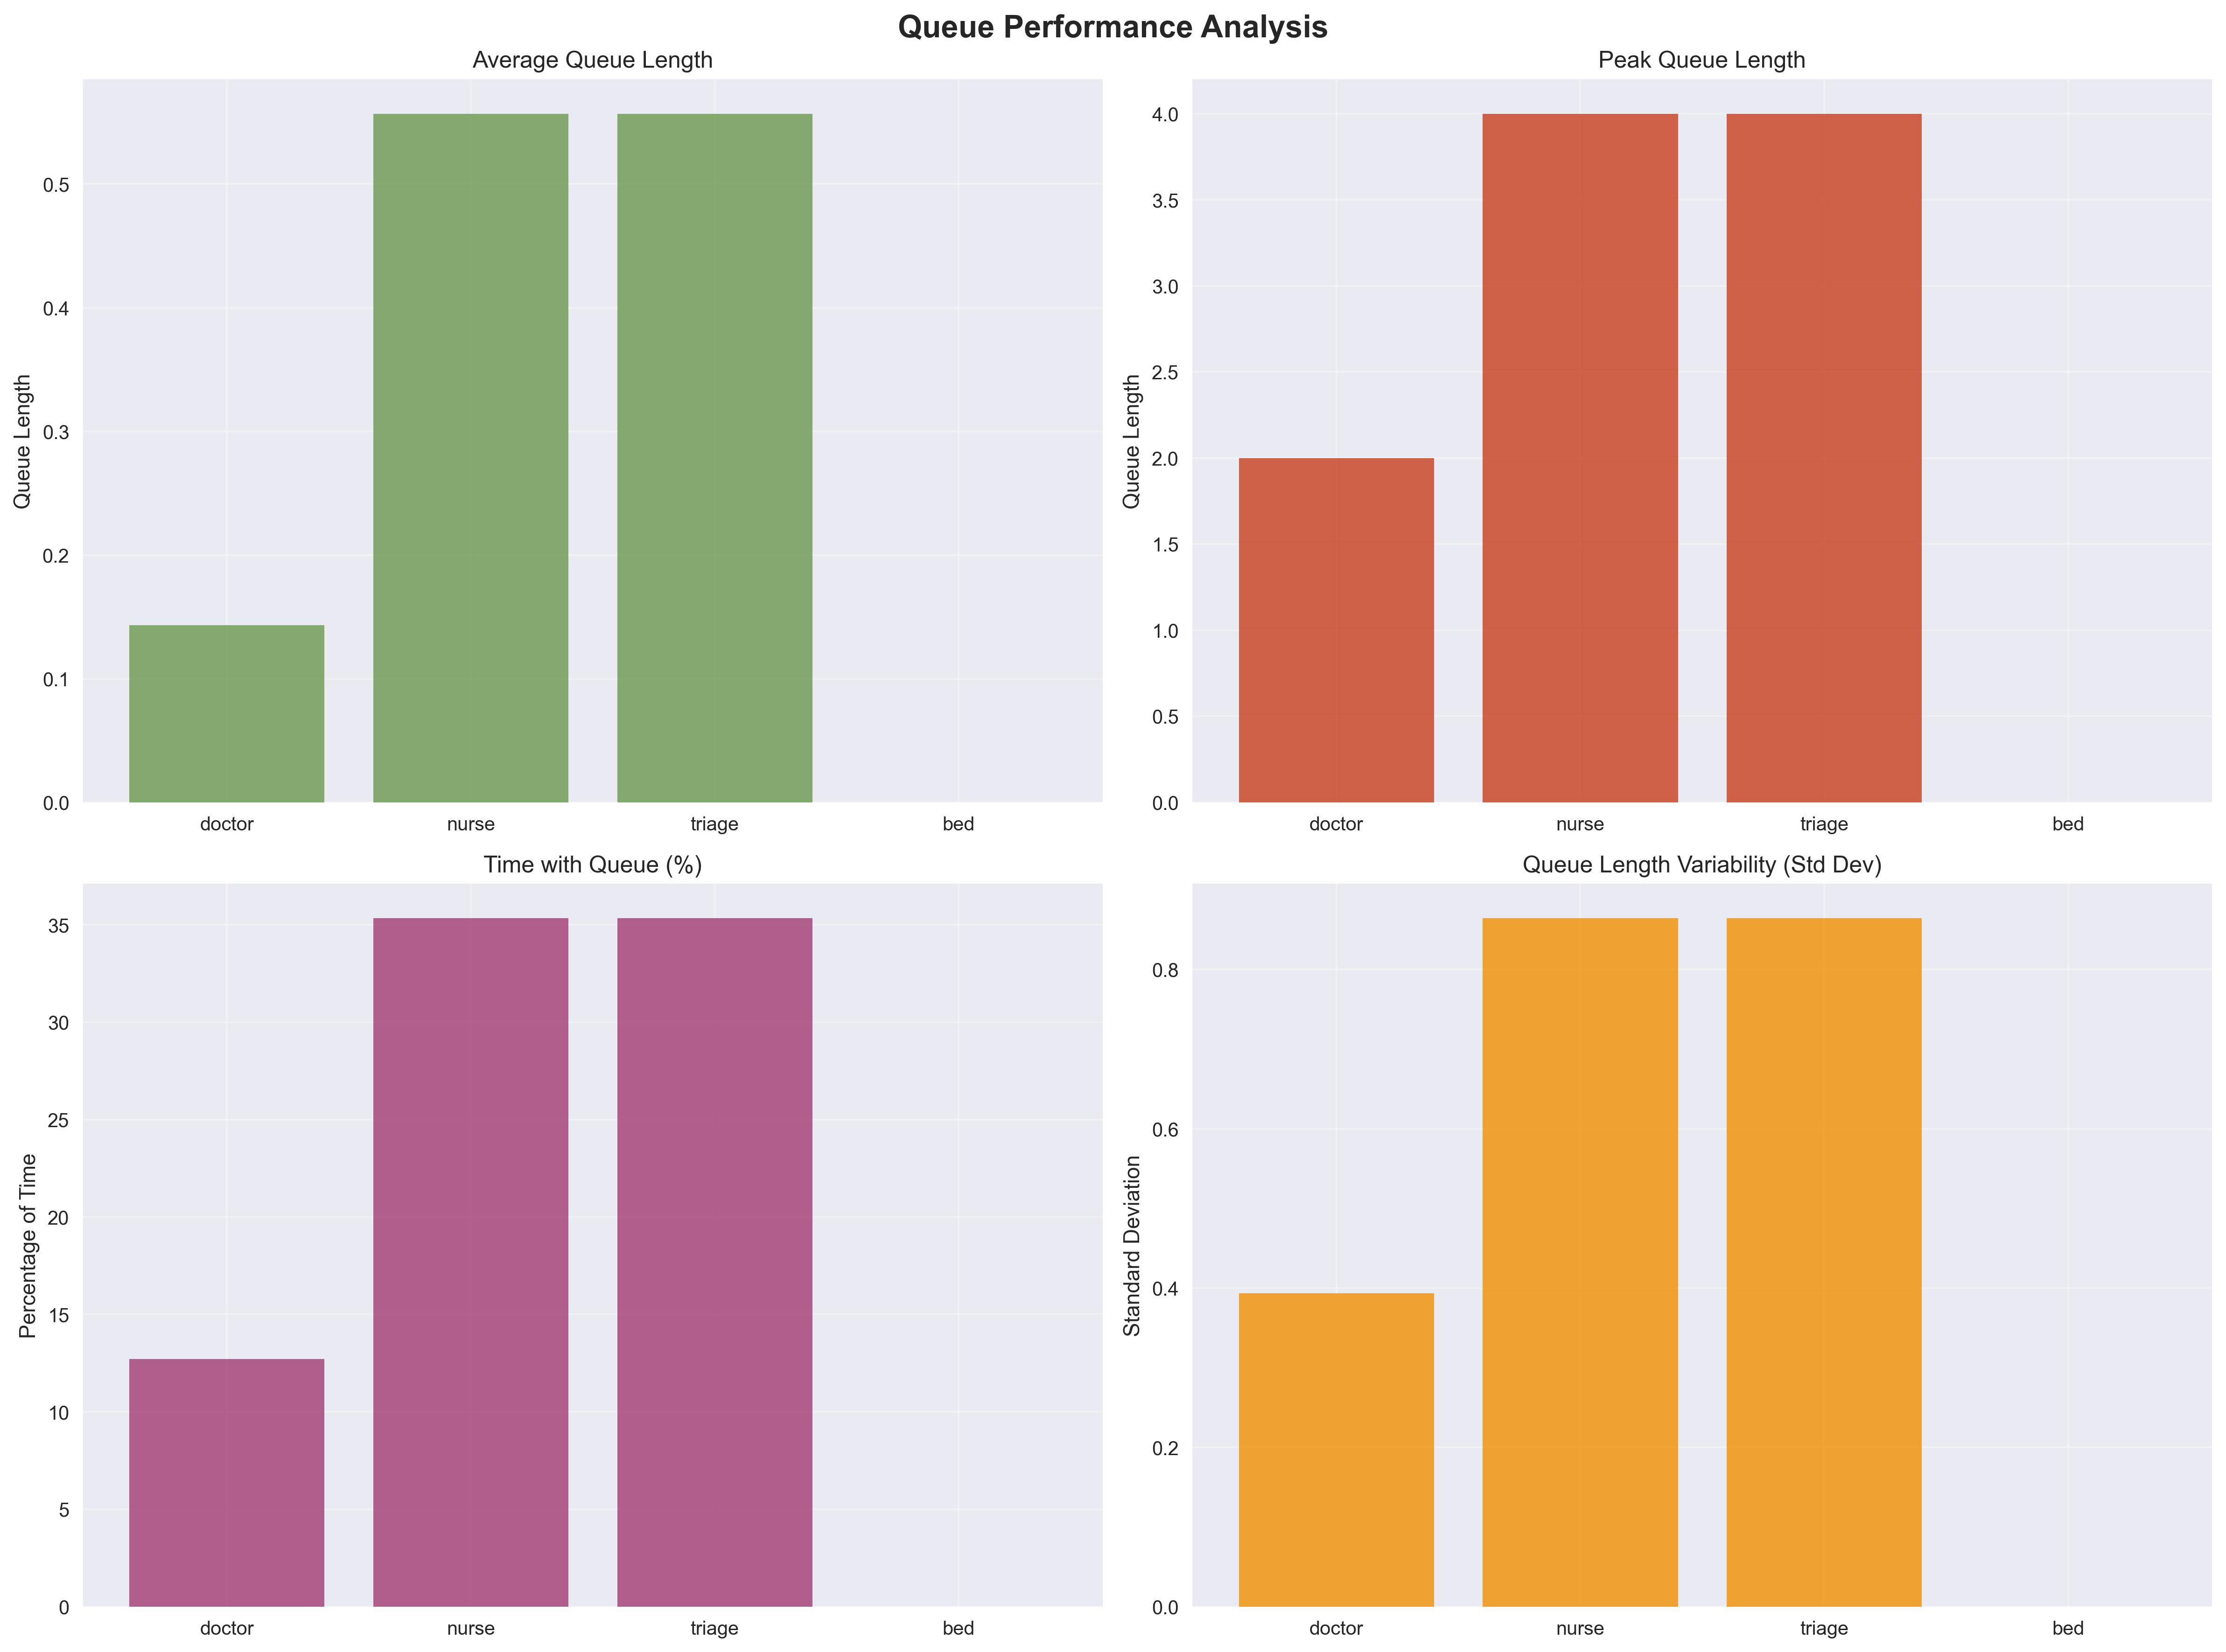 Queue Performance Analysis
Average Queue Length
Queue Length
0.5
0.4
0.3
0.2
0.1
0.0
doctor nurse triage bed
Peak Queue Length
Queue Length
4.0
3.5
3.0
2.5
2.0
1.5
1.0
0.5
0.0
doctor nurse triage bed
Time with Queue (%)
Percentage of Time
35
30
25
20
15
10
5
0
doctor nurse triage bed
Queue Length Variability (Std Dev)
Standard Deviation
0.8
0.6
0.4
0.2
0.0
doctor nurse triage bed